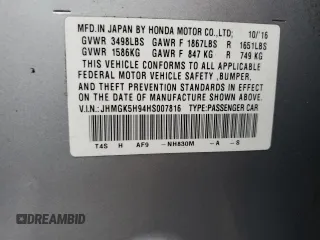 MFD. IN JAPAN BY HONDA MOTOR CO.,LTD; 10/'16
GVWR 3498LBS GAWR F 1867LBS R 1651LBS
GVWR 1586KG GAWR F 847 KG R 749 KG
THIS VEHICLE CONFORMS TO ALL APPLICABLE
FEDERAL MOTOR VEHICLE SAFETY ,BUMPER,
AND THEFT PREVENTION STANDARDS IN EFFECT
ON THE DATE OF MANUFACTURE SHOWN ABOVE.
V.I.N.:JHMGK5H94HS007816 TYPE:PASSENGER CAR
T4S H AF9 -NH830M -A -S
DREAMBID